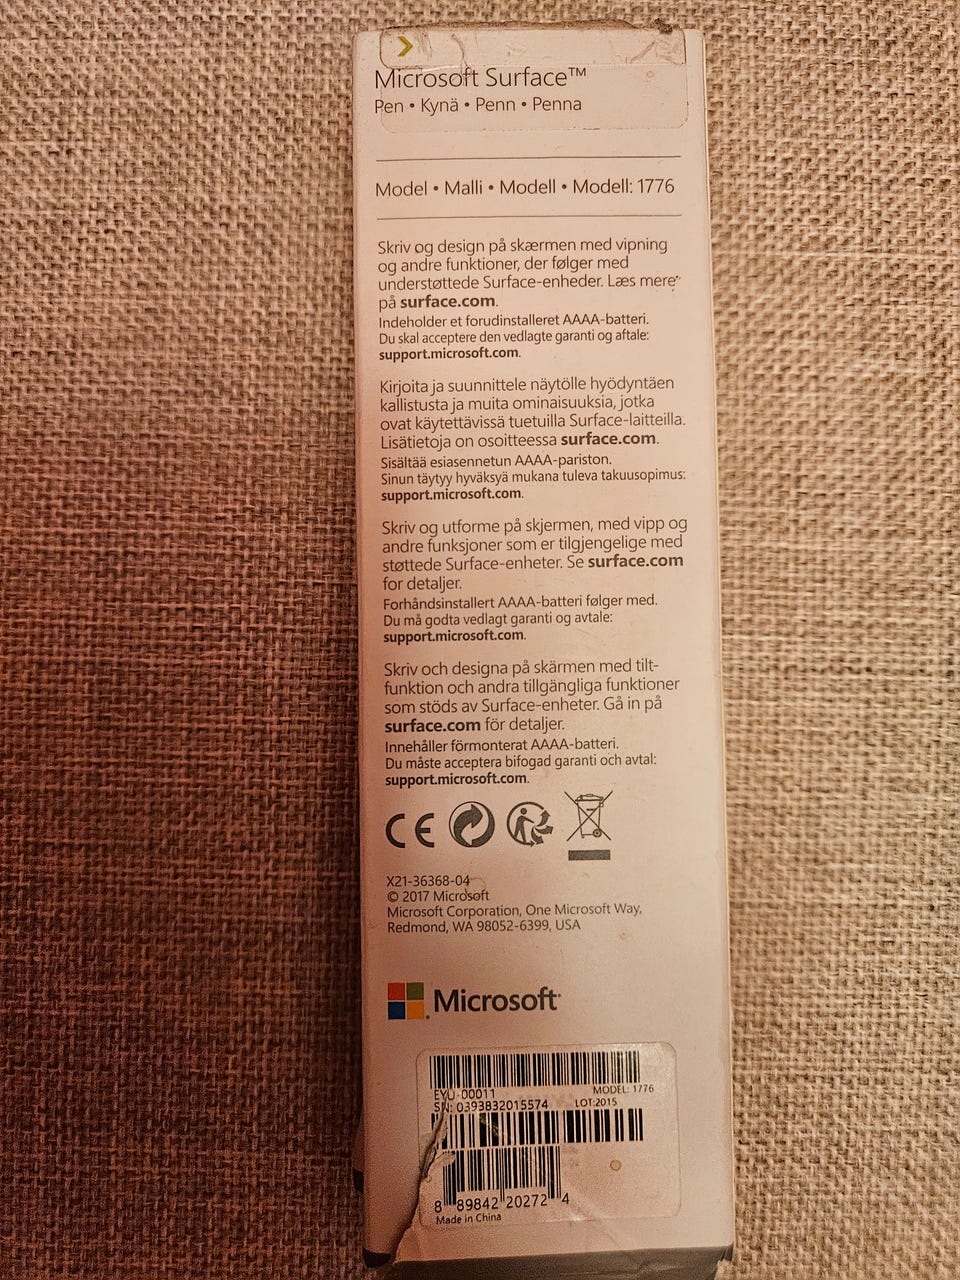 Microsoft Surface™
Pen • Kynä • Penn • Penna
Model • Malli • Modell • Modell: 1776
Skriv og design på skærmen med vipning
og andre funktioner, der følger med
understøttede Surface-enheder. Læs mere
på surface.com.
Indeholder et forudinstalleret AAAA-batteri.
Du skal acceptere den vedlagte garanti og aftale:
support.microsoft.com.
Kirjoita ja suunnittele näytölle hyödyntäen
kallistusta ja muita ominaisuuksia, jotka
ovat käytettävissä tuetuilla Surface-laitteilla.
Lisätietoja on osoitteessa surface.com.
Sisältää esiasennetun AAAA-pariston.
Sinun täytyy hyväksyä mukana tuleva takuusopimus:
support.microsoft.com.
Skriv og utforme på skjermen, med vipp og
andre funksjoner som er tilgjengelige med
støttede Surface-enheter. Se surface.com
for detaljer.
Forhåndsinstallert AAAA-batteri følger med.
Du må godta vedlagt garanti og avtale:
support.microsoft.com.
Skriv och designa på skärmen med tilt-
funktion och andra tillgängliga funktioner
som stöds av Surface-enheter. Gå in på
surface.com för detaljer.
Innehåller förmonterat AAAA-batteri.
Du måste acceptera bifogad garanti och avtal:
support.microsoft.com.
CE
X21-36368-04
© 2017 Microsoft
Microsoft Corporation, One Microsoft Way,
Redmond, WA 98052-6399, USA
Microsoft
EYU-00011 MODEL: 1776
SN: 0393832015574 LOT:2015
8 89842 20272 4
Made in China